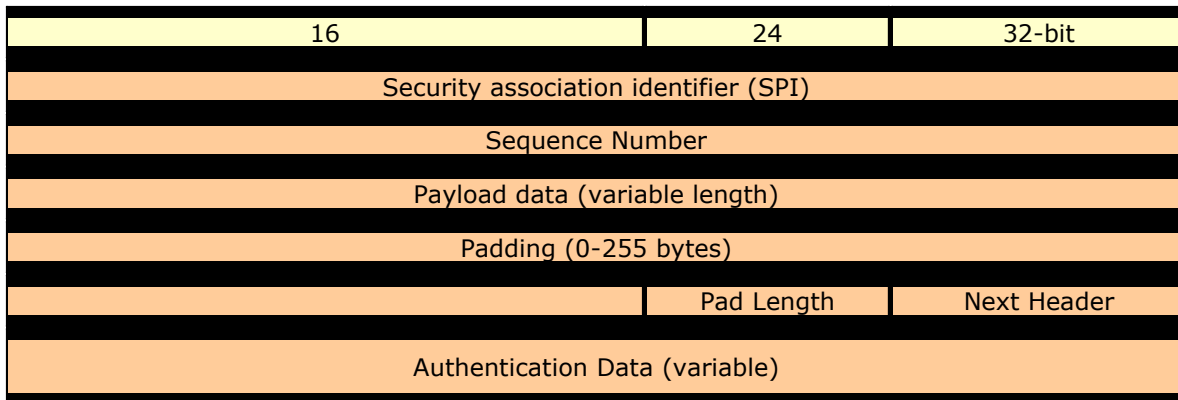 16 24 32-bit
Security association identifier (SPI)
Sequence Number
Payload data (variable length)
Padding (0-255 bytes)
Pad Length Next Header
Authentication Data (variable)